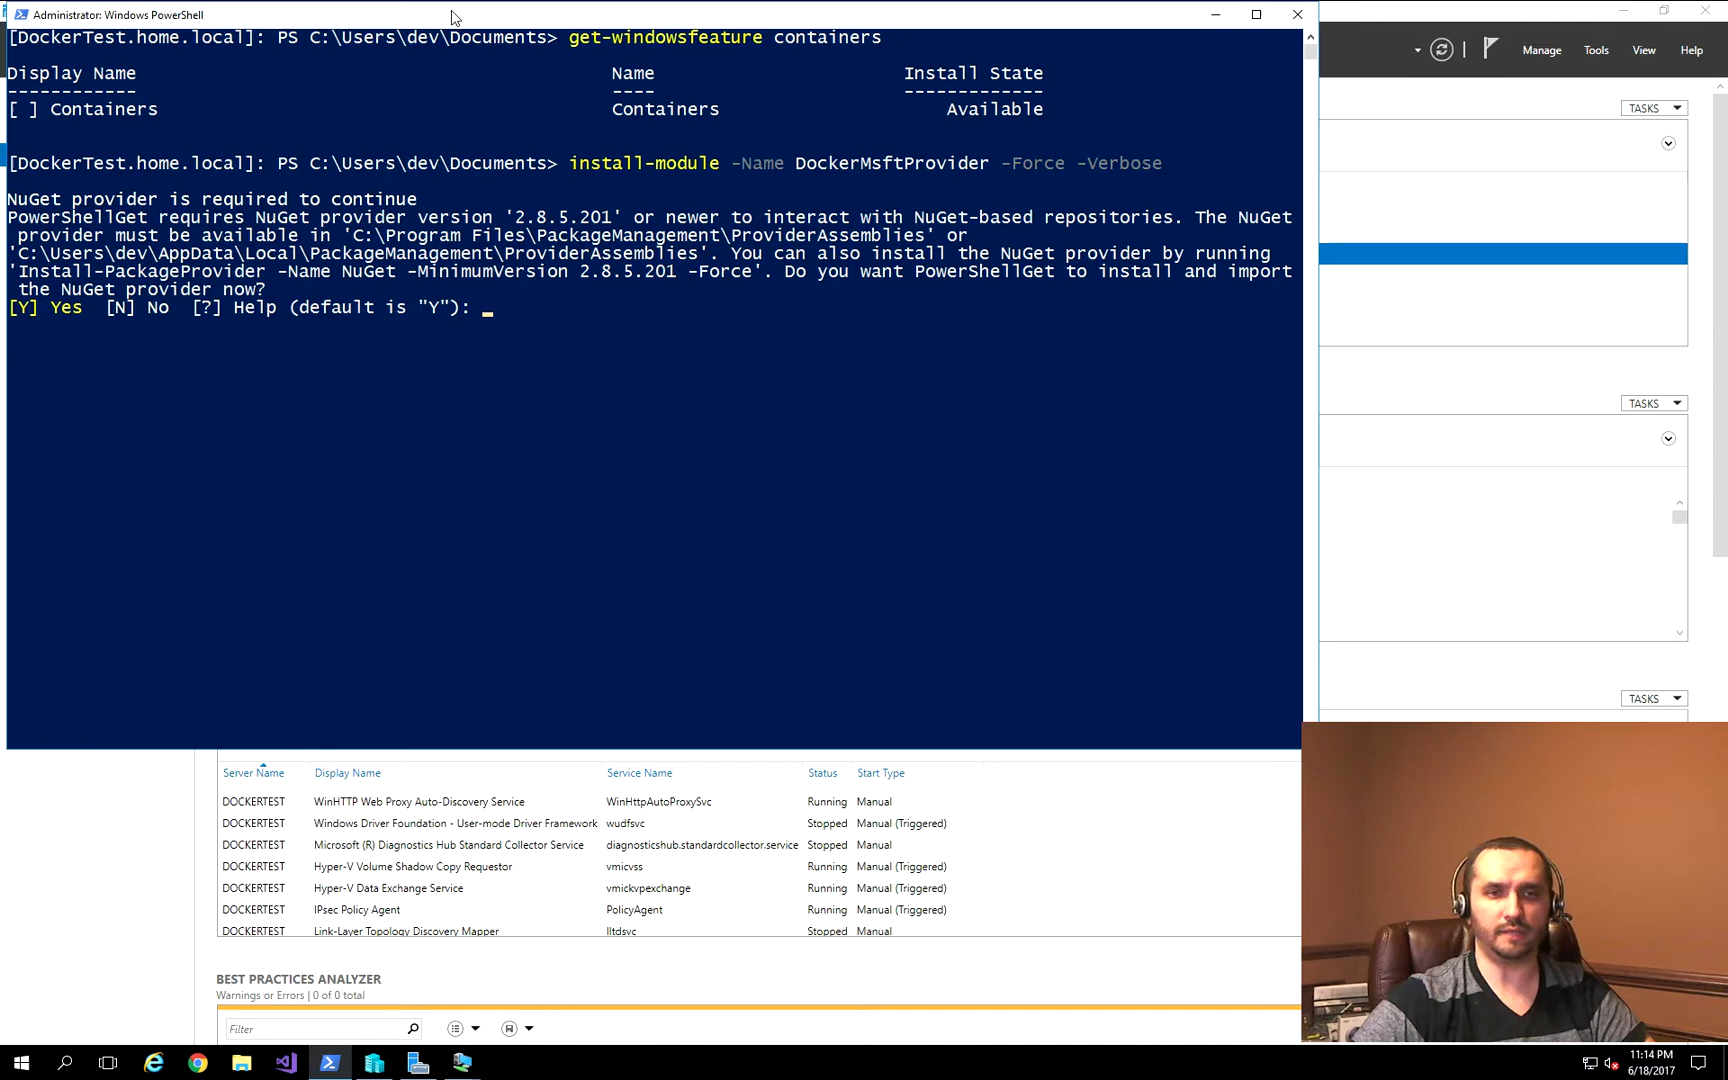 Administrator: Windows PowerShell
[DockerTest.home.local]: PS C:\Users\dev\Documents> get-windowsfeature containers
Display Name Name Install State
------------ ---- -------------
[ ] Containers Containers Available
[DockerTest.home.local]: PS C:\Users\dev\Documents> install-module -Name DockerMsftProvider -Force -Verbose
NuGet provider is required to continue
PowerShellGet requires NuGet provider version '2.8.5.201' or newer to interact with NuGet-based repositories. The NuGet
provider must be available in 'C:\Program Files\PackageManagement\ProviderAssemblies' or
'C:\Users\dev\AppData\Local\PackageManagement\ProviderAssemblies'. You can also install the NuGet provider by running
'Install-PackageProvider -Name NuGet -MinimumVersion 2.8.5.201 -Force'. Do you want PowerShellGet to install and import
the NuGet provider now?
[Y] Yes [N] No [?] Help (default is "Y"):
Manage Tools View Help
TASKS
TASKS
TASKS
Server Name Display Name Service Name Status Start Type
DOCKERTEST WinHTTP Web Proxy Auto-Discovery Service WinHttpAutoProxySvc Running Manual
DOCKERTEST Windows Driver Foundation - User-mode Driver Framework wudfsvc Stopped Manual (Triggered)
DOCKERTEST Microsoft (R) Diagnostics Hub Standard Collector Service diagnosticshub.standardcollector.service Stopped Manual
DOCKERTEST Hyper-V Volume Shadow Copy Requestor vmicvss Running Manual (Triggered)
DOCKERTEST Hyper-V Data Exchange Service vmickvpexchange Running Manual (Triggered)
DOCKERTEST IPsec Policy Agent PolicyAgent Running Manual (Triggered)
DOCKERTEST Link-Layer Topology Discovery Mapper lltdsvc Stopped Manual
BEST PRACTICES ANALYZER
Warnings or Errors | 0 of 0 total
Filter
11:14 PM
6/18/2017